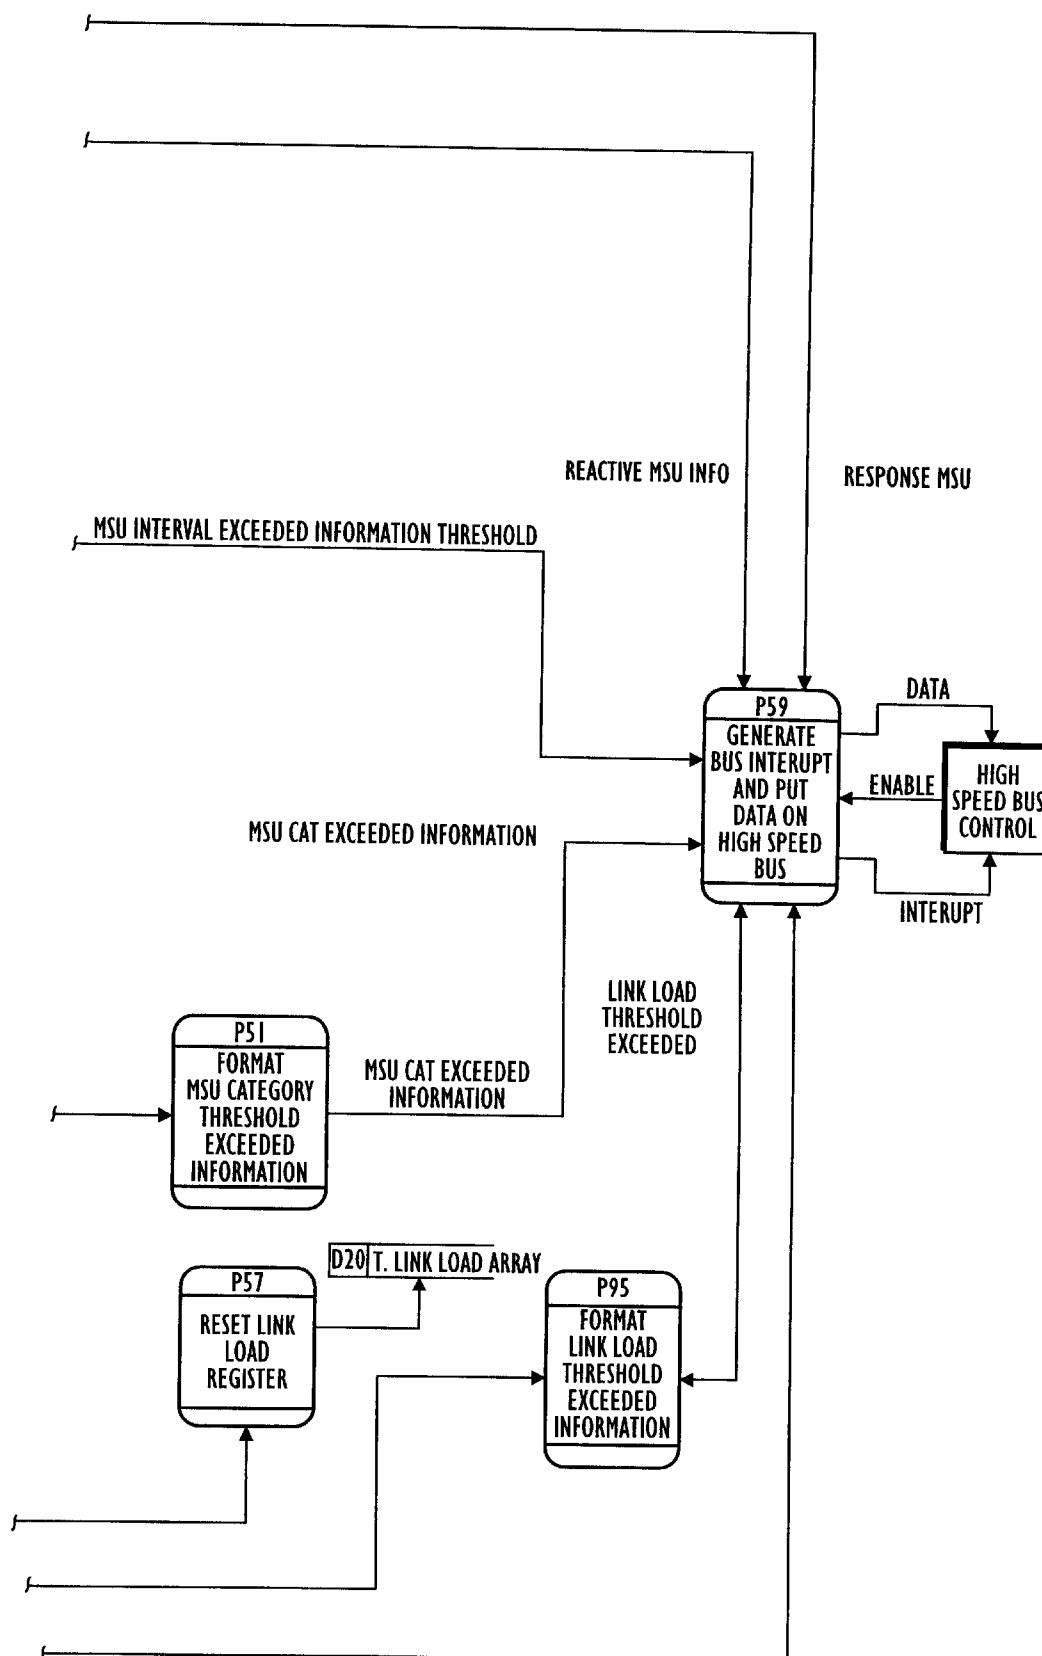 REACTIVE MSU INFO
RESPONSE MSU
MSU INTERVAL EXCEEDED INFORMATION THRESHOLD
P59
GENERATE
BUS INTERUPT
AND PUT
DATA ON
HIGH SPEED
BUS
DATA
ENABLE
HIGH
SPEED BUS
CONTROL
INTERUPT
MSU CAT EXCEEDED INFORMATION
LINK LOAD
THRESHOLD
EXCEEDED
P51
FORMAT
MSU CATEGORY
THRESHOLD
EXCEEDED
INFORMATION
MSU CAT EXCEEDED
INFORMATION
D20 T. LINK LOAD ARRAY
P57
RESET LINK
LOAD
REGISTER
P95
FORMAT
LINK LOAD
THRESHOLD
EXCEEDED
INFORMATION